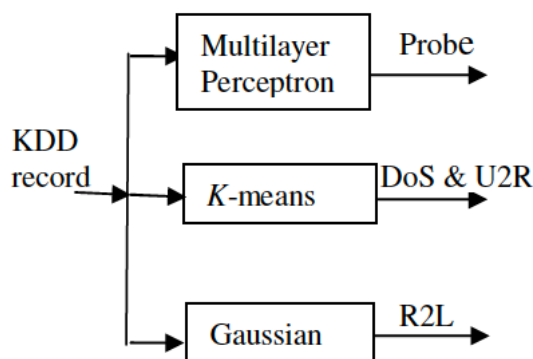 Multilayer
Perceptron
Probe
KDD
record
K-means
DoS & U2R
Gaussian
R2L